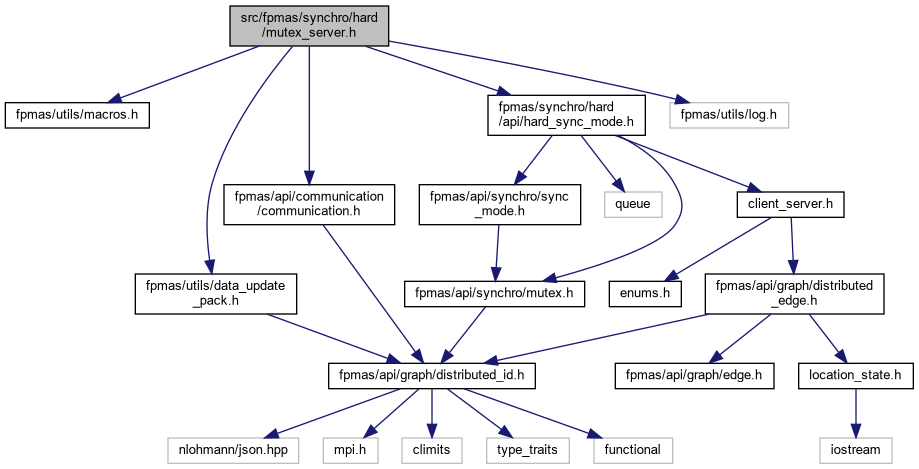 src/fpmas/synchro/hard
/mutex_server.h
fpmas/utils/macros.h
fpmas/synchro/hard
/api/hard_sync_mode.h
fpmas/utils/log.h
fpmas/api/communication
/communication.h
fpmas/api/synchro/sync
_mode.h
queue
client_server.h
fpmas/utils/data_update
_pack.h
fpmas/api/synchro/mutex.h
enums.h
fpmas/api/graph/distributed
_edge.h
fpmas/api/graph/distributed_id.h
fpmas/api/graph/edge.h
location_state.h
nlohmann/json.hpp
mpi.h
climits
type_traits
functional
iostream